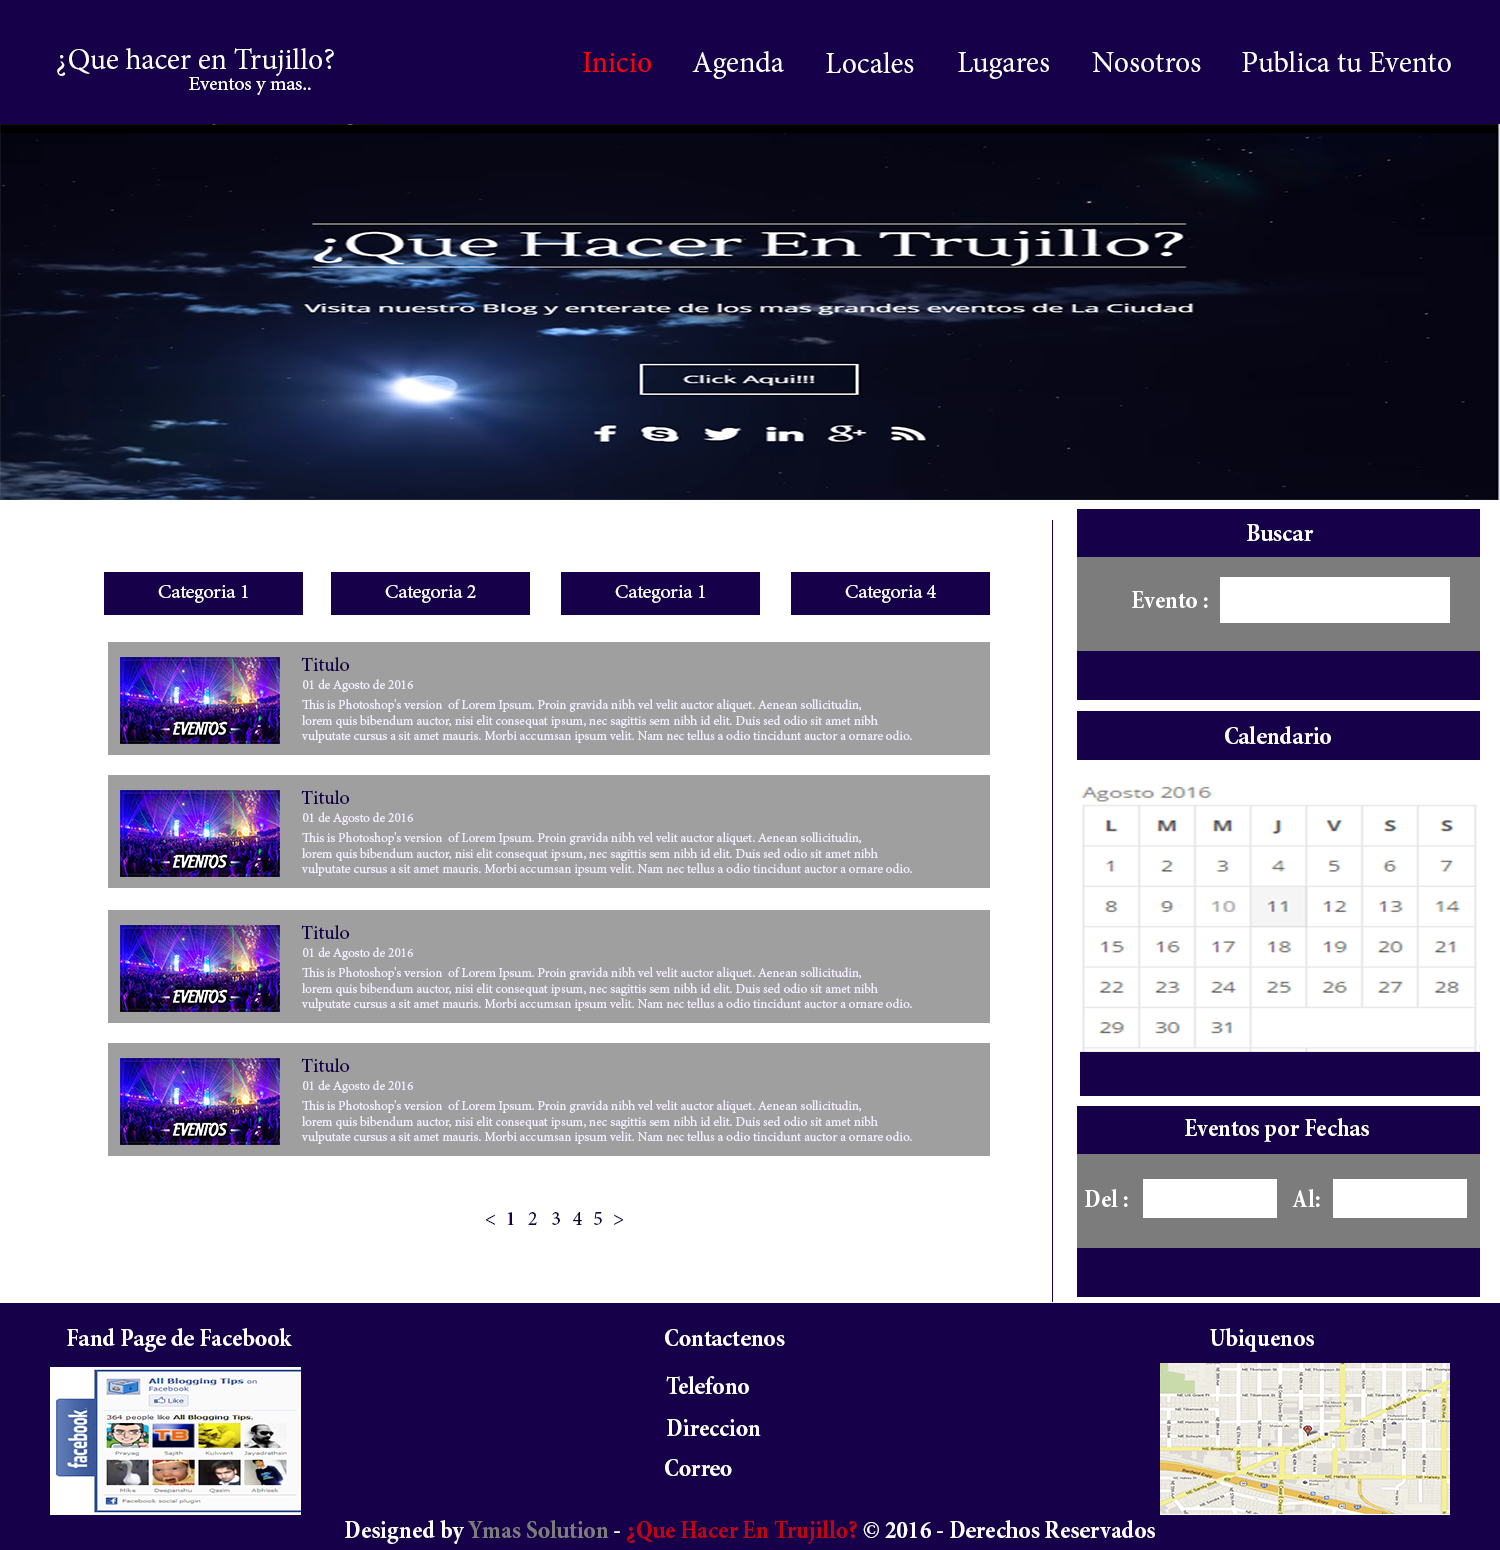 ¿Que hacer en Trujillo?
Eventos y mas..
Inicio
Agenda
Locales
Lugares
Nosotros
Publica tu Evento
¿Que Hacer En Trujillo?
Visita nuestro Blog y enterate de los mas grandes eventos de La Ciudad
Click Aqui!!!
Categoria 1
Categoria 2
Categoria 1
Categoria 4
EVENTOS
Titulo
01 de Agosto de 2016
This is Photoshop's version of Lorem Ipsum. Proin gravida nibh vel velit auctor aliquet. Aenean sollicitudin,
lorem quis bibendum auctor, nisi elit consequat ipsum, nec sagittis sem nibh id elit. Duis sed odio sit amet nibh
vulputate cursus a sit amet mauris. Morbi accumsan ipsum velit. Nam nec tellus a odio tincidunt auctor a ornare odio.
EVENTOS
Titulo
01 de Agosto de 2016
This is Photoshop's version of Lorem Ipsum. Proin gravida nibh vel velit auctor aliquet. Aenean sollicitudin,
lorem quis bibendum auctor, nisi elit consequat ipsum, nec sagittis sem nibh id elit. Duis sed odio sit amet nibh
vulputate cursus a sit amet mauris. Morbi accumsan ipsum velit. Nam nec tellus a odio tincidunt auctor a ornare odio.
EVENTOS
Titulo
01 de Agosto de 2016
This is Photoshop's version of Lorem Ipsum. Proin gravida nibh vel velit auctor aliquet. Aenean sollicitudin,
lorem quis bibendum auctor, nisi elit consequat ipsum, nec sagittis sem nibh id elit. Duis sed odio sit amet nibh
vulputate cursus a sit amet mauris. Morbi accumsan ipsum velit. Nam nec tellus a odio tincidunt auctor a ornare odio.
EVENTOS
Titulo
01 de Agosto de 2016
This is Photoshop's version of Lorem Ipsum. Proin gravida nibh vel velit auctor aliquet. Aenean sollicitudin,
lorem quis bibendum auctor, nisi elit consequat ipsum, nec sagittis sem nibh id elit. Duis sed odio sit amet nibh
vulputate cursus a sit amet mauris. Morbi accumsan ipsum velit. Nam nec tellus a odio tincidunt auctor a ornare odio.
< 1 2 3 4 5 >
Buscar
Evento :
Calendario
Agosto 2016
L M M J V S S
1 2 3 4 5 6 7
8 9 10 11 12 13 14
15 16 17 18 19 20 21
22 23 24 25 26 27 28
29 30 31
Eventos por Fechas
Del :
Al:
Fand Page de Facebook
facebook
All Blogging Tips on
Facebook
Like
364 people like All Blogging Tips.
Prayag Sajith Kulwant Jayadrathsin
Mika Deepanshu Qasim Abhisek
Facebook social plugin
Contactenos
Telefono
Direccion
Correo
Ubiquenos
Designed by Ymas Solution - ¿Que Hacer En Trujillo? © 2016 - Derechos Reservados